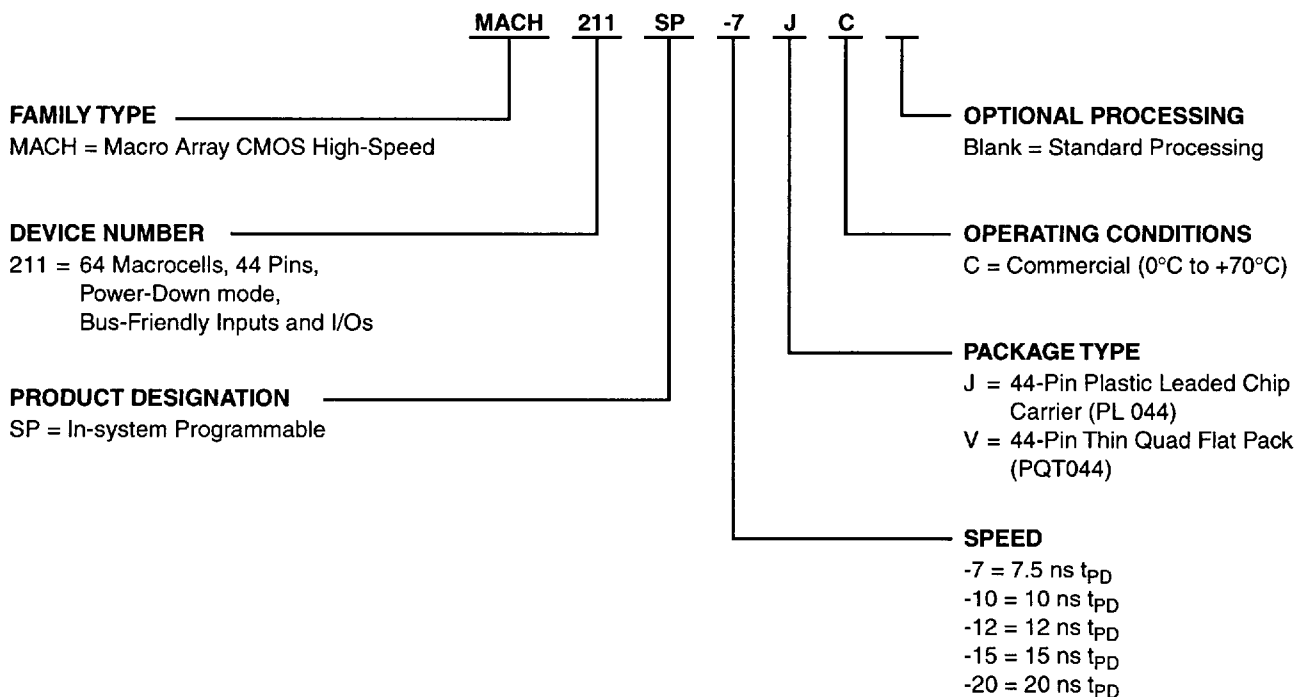 MACH 211 SP -7 J C
FAMILY TYPE
MACH = Macro Array CMOS High-Speed
DEVICE NUMBER
211 = 64 Macrocells, 44 Pins,
Power-Down mode,
Bus-Friendly Inputs and I/Os
PRODUCT DESIGNATION
SP = In-system Programmable
OPTIONAL PROCESSING
Blank = Standard Processing
OPERATING CONDITIONS
C = Commercial (0°C to +70°C)
PACKAGE TYPE
J = 44-Pin Plastic Leaded Chip
Carrier (PL 044)
V = 44-Pin Thin Quad Flat Pack
(PQT044)
SPEED
-7 = 7.5 ns tPD
-10 = 10 ns tPD
-12 = 12 ns tPD
-15 = 15 ns tPD
-20 = 20 ns tPD